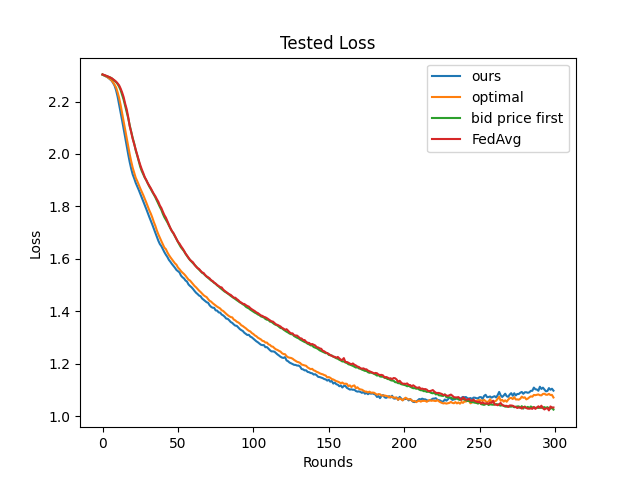 Tested Loss
ours
optimal
bid price first
FedAvg
2.2
2.0
1.8
1.6
1.4
1.2
1.0
Loss
0 50 100 150 200 250 300
Rounds